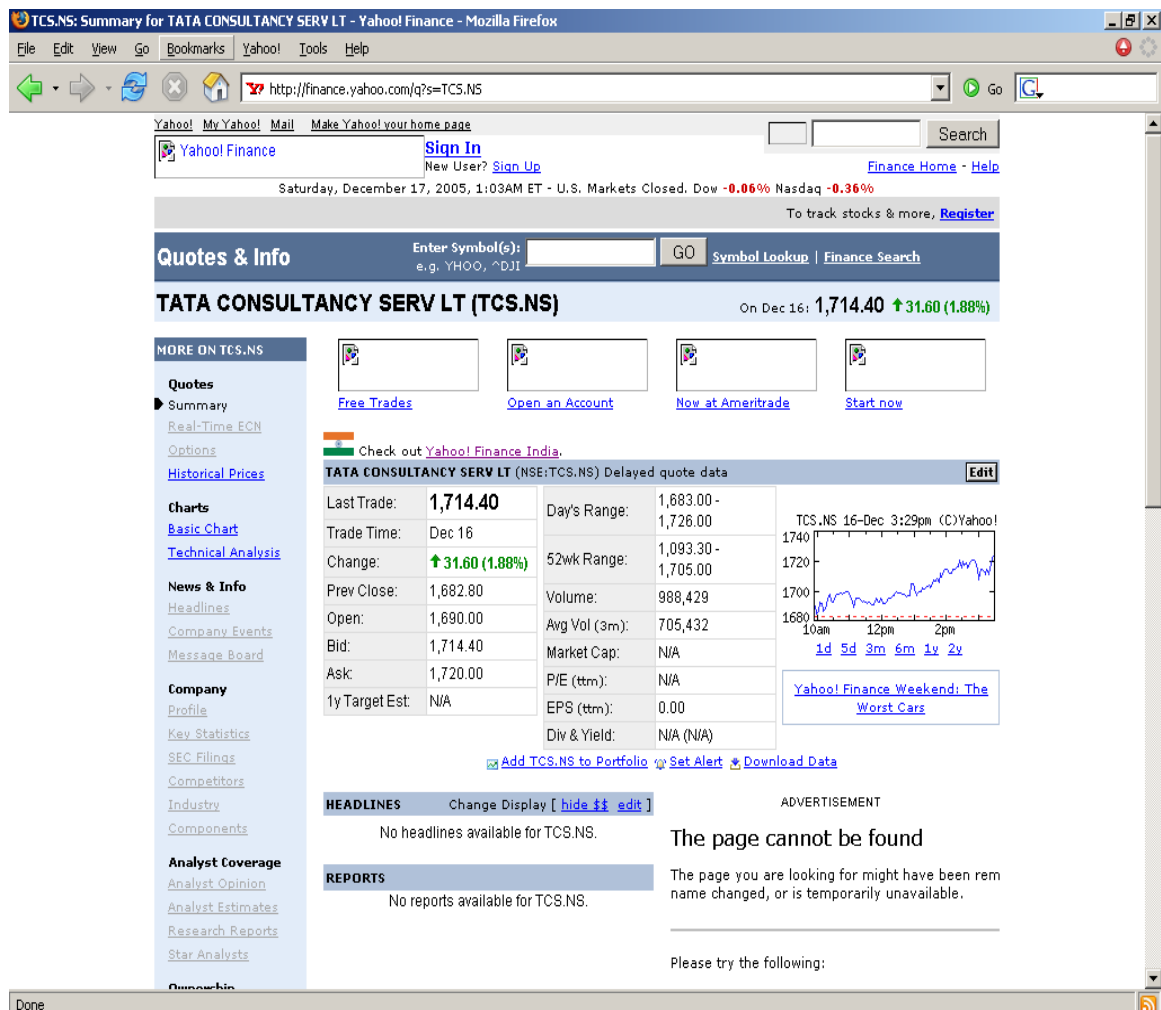 TCS.NS: Summary for TATA CONSULTANCY SERV LT - Yahoo! Finance - Mozilla Firefox
File Edit View Go Bookmarks Yahoo! Tools Help
http://finance.yahoo.com/q?s=TCS.NS Go G
Yahoo! My Yahoo! Mail Make Yahoo! your home page
Search
Yahoo! Finance
Sign In
New User? Sign Up
Finance Home - Help
Saturday, December 17, 2005, 1:03AM ET - U.S. Markets Closed. Dow -0.06% Nasdaq -0.36%
To track stocks & more, Register
Quotes & Info
Enter Symbol(s):
e.g. YHOO, ^DJI
GO Symbol Lookup | Finance Search
TATA CONSULTANCY SERV LT (TCS.NS)
On Dec 16: 1,714.40 31.60 (1.88%)
MORE ON TCS.NS
Quotes
Summary
Real-Time ECN
Options
Historical Prices
Charts
Basic Chart
Technical Analysis
News & Info
Headlines
Company Events
Message Board
Company
Profile
Key Statistics
SEC Filings
Competitors
Industry
Components
Analyst Coverage
Analyst Opinion
Analyst Estimates
Research Reports
Star Analysts
Ownership
Free Trades Open an Account Now at Ameritrade Start now
Check out Yahoo! Finance India.
TATA CONSULTANCY SERV LT (NSE:TCS.NS) Delayed quote data Edit
Last Trade: 1,714.40
Trade Time: Dec 16
Change: 31.60 (1.88%)
Prev Close: 1,682.80
Open: 1,690.00
Bid: 1,714.40
Ask: 1,720.00
1y Target Est: N/A
Day's Range: 1,683.00 -
1,726.00
52wk Range: 1,093.30 -
1,705.00
Volume: 988,429
Avg Vol (3m): 705,432
Market Cap: N/A
P/E (ttm): N/A
EPS (ttm): 0.00
Div & Yield: N/A (N/A)
TCS.NS 16-Dec 3:29pm (C)Yahoo!
1740
1720
1700
1680
10am 12pm 2pm
1d 5d 3m 6m 1y 2y
Yahoo! Finance Weekend: The
Worst Cars
Add TCS.NS to Portfolio Set Alert Download Data
HEADLINES Change Display [ hide $$ edit ]
No headlines available for TCS.NS.
REPORTS
No reports available for TCS.NS.
ADVERTISEMENT
The page cannot be found
The page you are looking for might have been rem
name changed, or is temporarily unavailable.
Please try the following:
Done